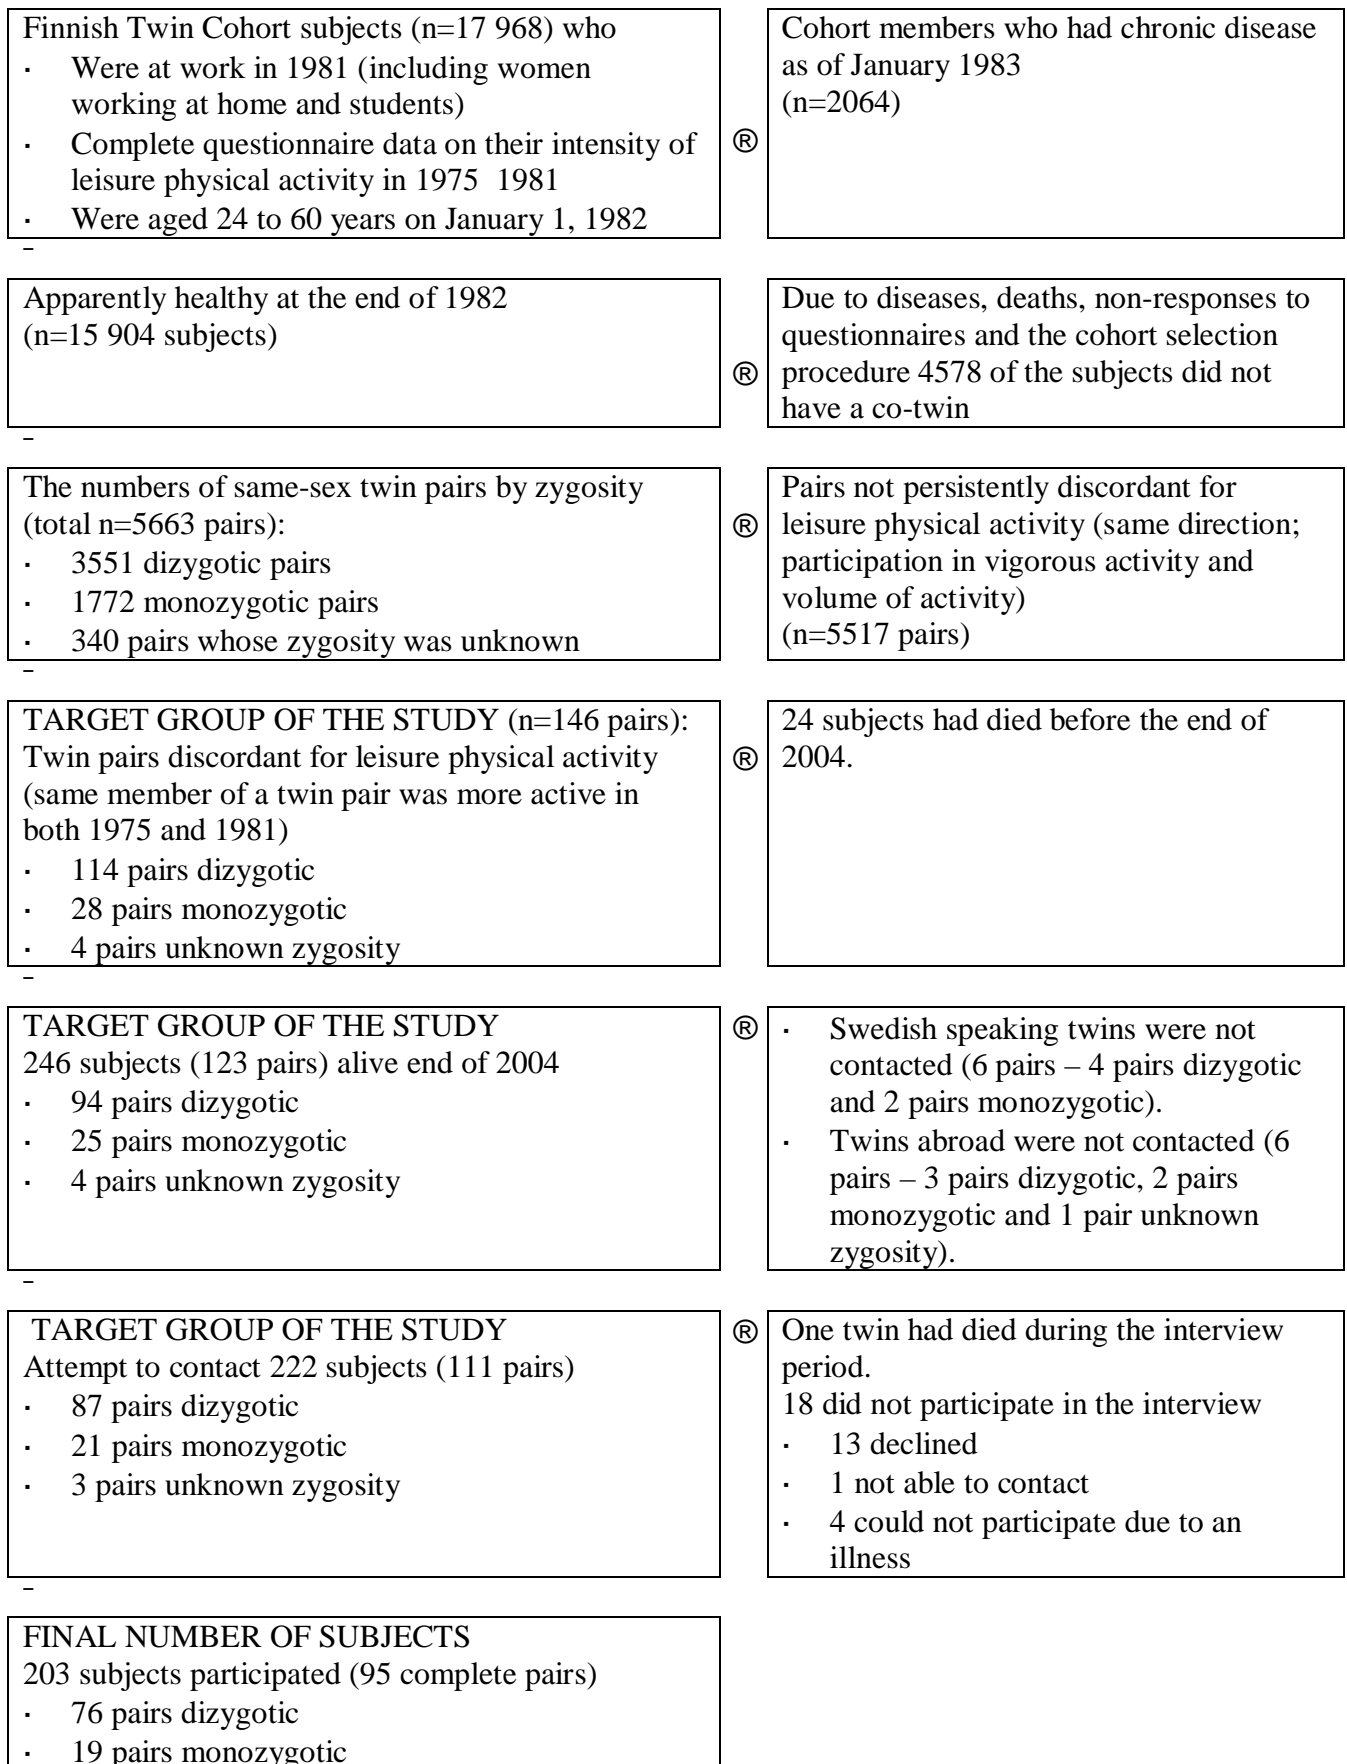 Finnish Twin Cohort subjects (n=17 968) who
· Were at work in 1981 (including women
working at home and students)
· Complete questionnaire data on their intensity of
leisure physical activity in 1975 1981
· Were aged 24 to 60 years on January 1, 1982
®
Cohort members who had chronic disease
as of January 1983
(n=2064)
–
Apparently healthy at the end of 1982
(n=15 904 subjects)
®
Due to diseases, deaths, non-responses to
questionnaires and the cohort selection
procedure 4578 of the subjects did not
have a co-twin
–
The numbers of same-sex twin pairs by zygosity
(total n=5663 pairs):
· 3551 dizygotic pairs
· 1772 monozygotic pairs
· 340 pairs whose zygosity was unknown
®
Pairs not persistently discordant for
leisure physical activity (same direction;
participation in vigorous activity and
volume of activity)
(n=5517 pairs)
–
TARGET GROUP OF THE STUDY (n=146 pairs):
Twin pairs discordant for leisure physical activity
(same member of a twin pair was more active in
both 1975 and 1981)
· 114 pairs dizygotic
· 28 pairs monozygotic
· 4 pairs unknown zygosity
®
24 subjects had died before the end of
2004.
–
TARGET GROUP OF THE STUDY
246 subjects (123 pairs) alive end of 2004
· 94 pairs dizygotic
· 25 pairs monozygotic
· 4 pairs unknown zygosity
®
· Swedish speaking twins were not
contacted (6 pairs – 4 pairs dizygotic
and 2 pairs monozygotic).
· Twins abroad were not contacted (6
pairs – 3 pairs dizygotic, 2 pairs
monozygotic and 1 pair unknown
zygosity).
–
TARGET GROUP OF THE STUDY
Attempt to contact 222 subjects (111 pairs)
· 87 pairs dizygotic
· 21 pairs monozygotic
· 3 pairs unknown zygosity
®
One twin had died during the interview
period.
18 did not participate in the interview
· 13 declined
· 1 not able to contact
· 4 could not participate due to an
illness
–
FINAL NUMBER OF SUBJECTS
203 subjects participated (95 complete pairs)
· 76 pairs dizygotic
· 19 pairs monozygotic